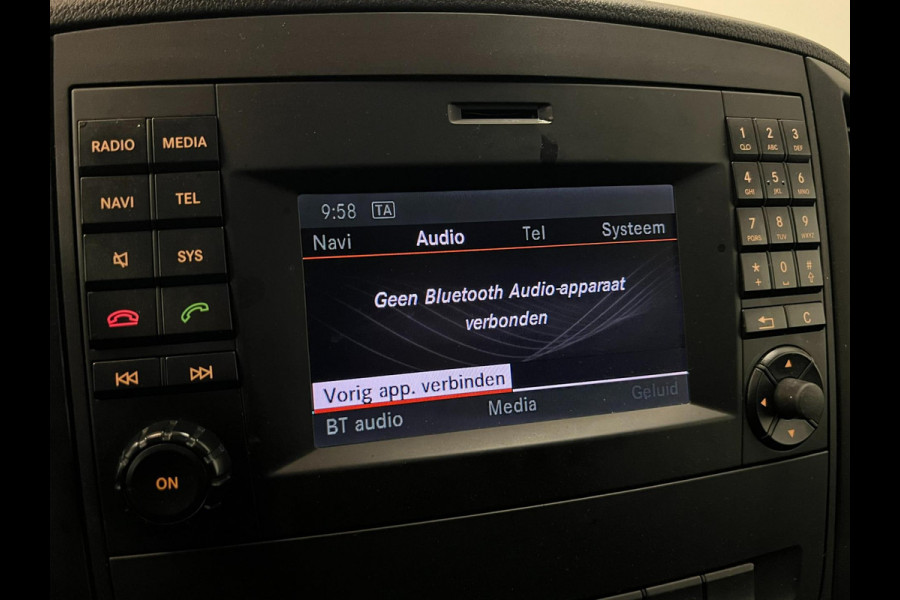 RADIO MEDIA
NAVI TEL
SYS
ON
9:58 TA
Navi Audio Tel Systeem
Geen Bluetooth Audio-apparaat
verbonden
Vorig app. verbinden
BT audio Media Geluid
1 2 ABC 3 DEF
4 GHI 5 JKL 6 MNO
7 PQRS 8 TUV 9 WXYZ
* + 0 #
C